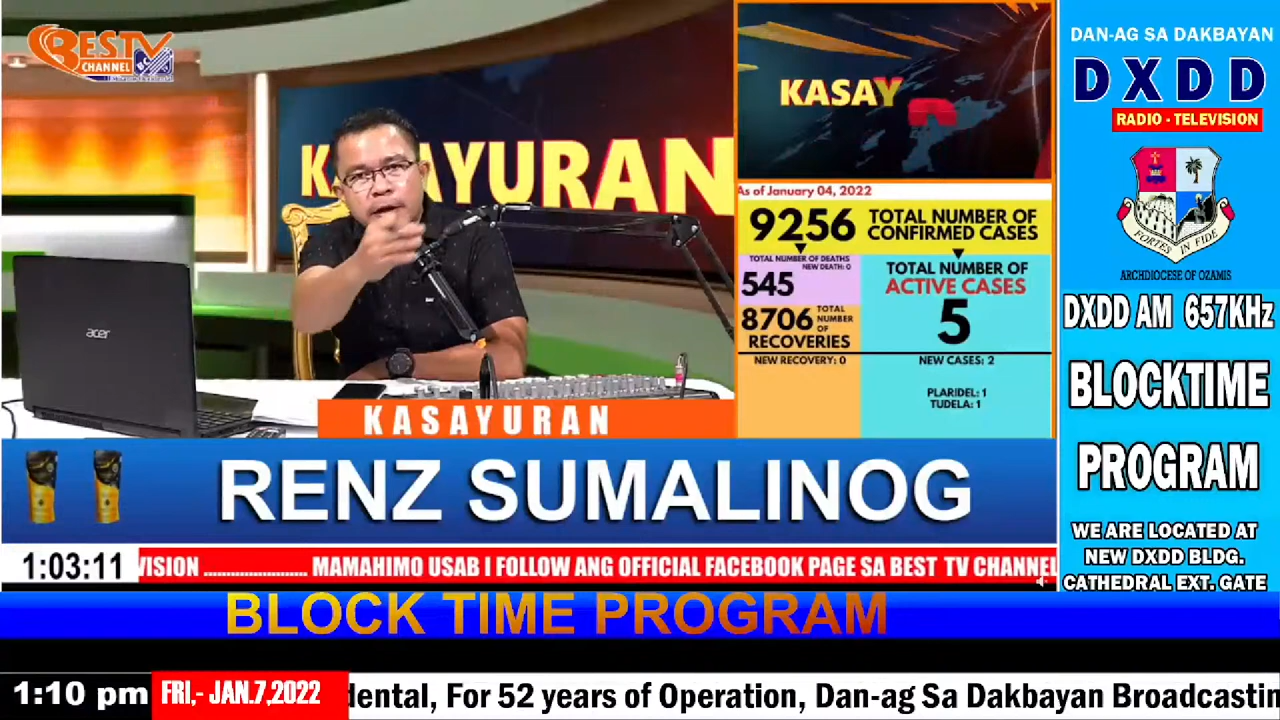 BEST TV
CHANNEL
KASAYURAN
acer
KASAYURAN
RENZ SUMALINOG
1:03:11
VISION ....................... MAMAHIMO USAB I FOLLOW ANG OFFICIAL FACEBOOK PAGE SA BEST TV CHANNEL
BLOCK TIME PROGRAM
1:10 pm
FRI,- JAN.7,2022
dental, For 52 years of Operation, Dan-ag Sa Dakbayan Broadcastin
KASAY
As of January 04, 2022
9256
TOTAL NUMBER OF
CONFIRMED CASES
TOTAL NUMBER OF DEATHS
NEW DEATH: 0
545
8706
TOTAL
NUMBER
OF
RECOVERIES
NEW RECOVERY: 0
TOTAL NUMBER OF
ACTIVE CASES
5
NEW CASES: 2
PLARIDEL: 1
TUDELA: 1
DAN-AG SA DAKBAYAN
DXDD
RADIO - TELEVISION
FORTES IN FIDE
ARCHDIOCESE OF OZAMIS
DXDD AM 657KHz
BLOCKTIME
PROGRAM
WE ARE LOCATED AT
NEW DXDD BLDG.
CATHEDRAL EXT. GATE